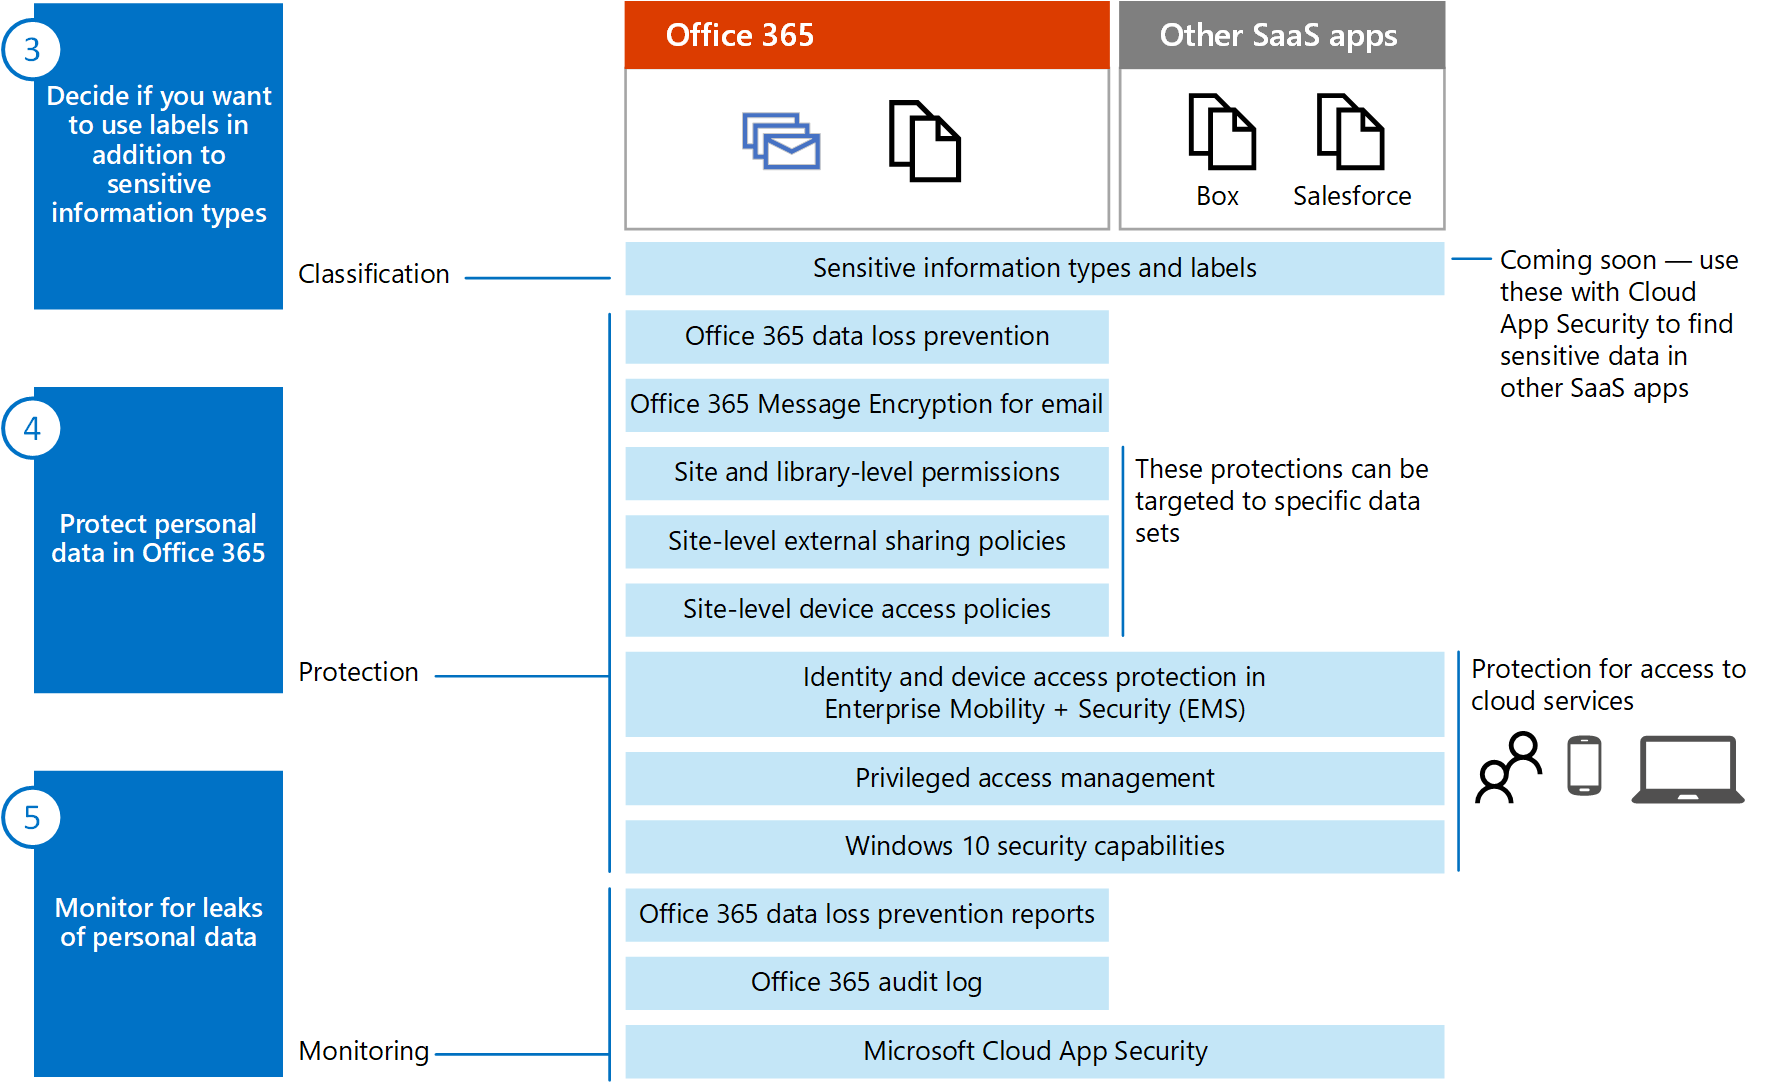 3
Decide if you want
to use labels in
addition to
sensitive
information types
Office 365
Other SaaS apps
Box
Salesforce
Classification
Sensitive information types and labels
Coming soon — use
these with Cloud
App Security to find
sensitive data in
other SaaS apps
4
Protect personal
data in Office 365
Protection
Office 365 data loss prevention
Office 365 Message Encryption for email
Site and library-level permissions
Site-level external sharing policies
Site-level device access policies
These protections can be
targeted to specific data
sets
Identity and device access protection in
Enterprise Mobility + Security (EMS)
Privileged access management
Windows 10 security capabilities
Protection for access to
cloud services
5
Monitor for leaks
of personal data
Monitoring
Office 365 data loss prevention reports
Office 365 audit log
Microsoft Cloud App Security